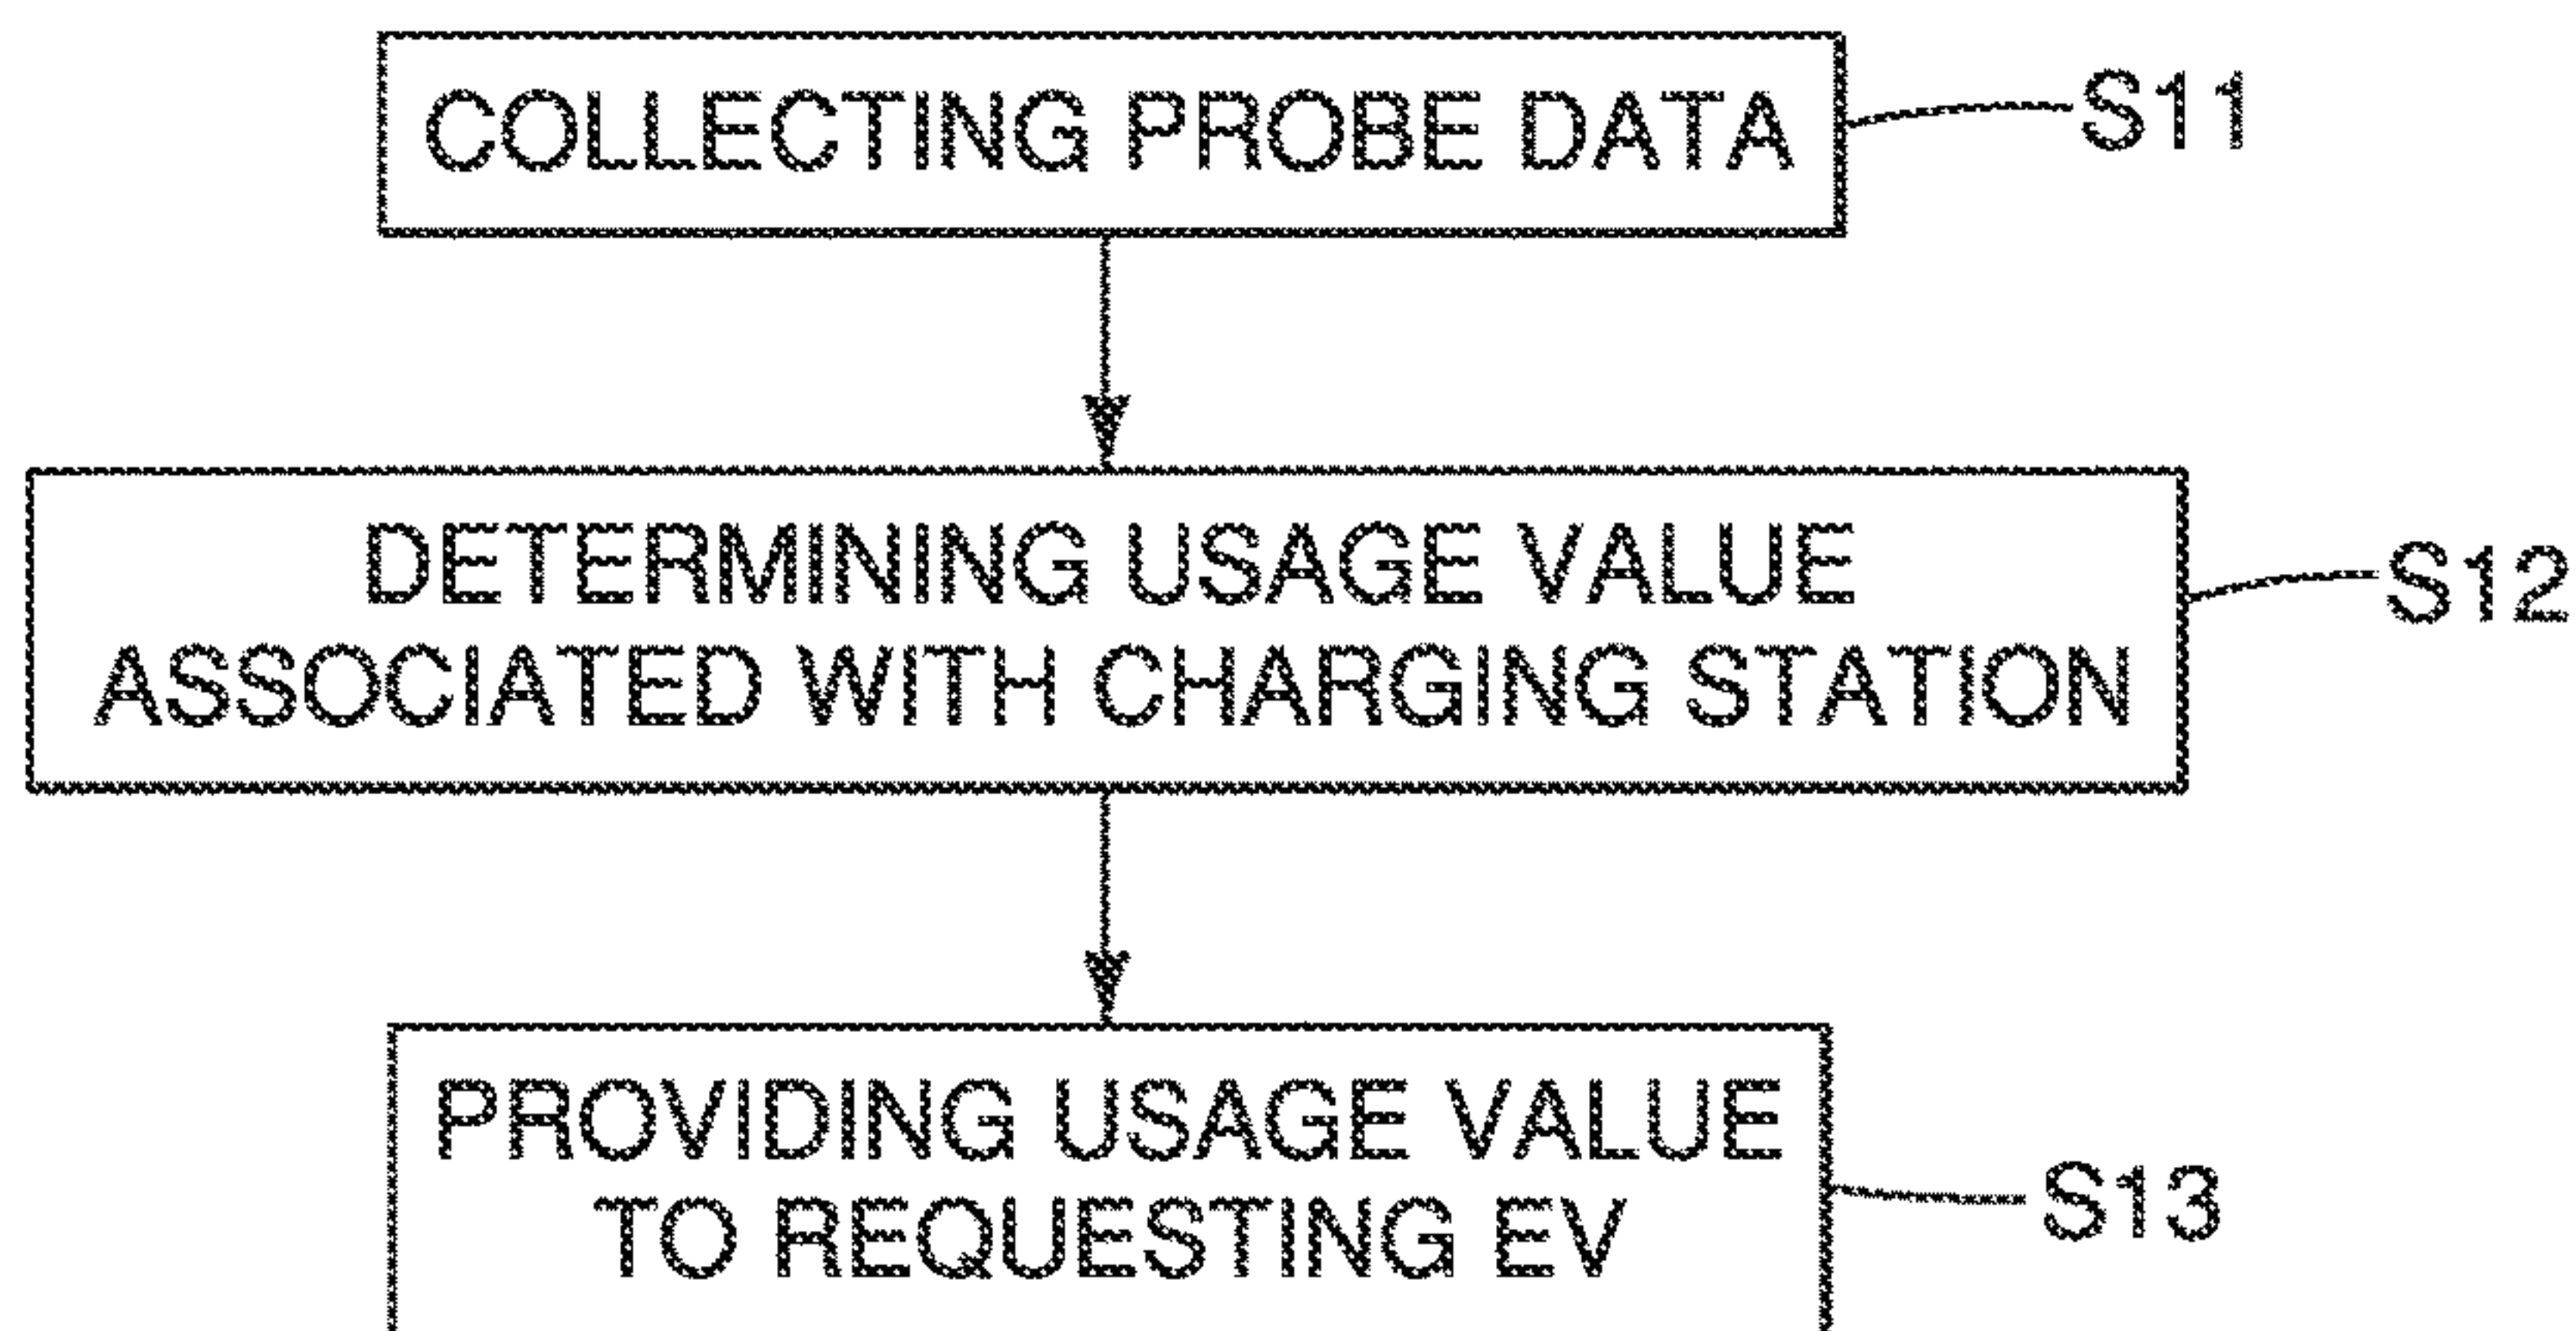 COLLECTING PROBE DATA
S11
DETERMINING USAGE VALUE
ASSOCIATED WITH CHARGING STATION
S12
PROVIDING USAGE VALUE
TO REQUESTING EV
S13